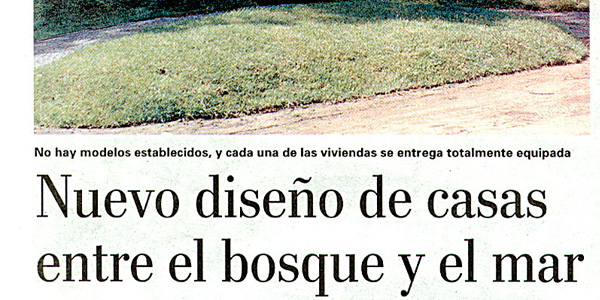 No hay modelos establecidos, y cada una de las viviendas se entrega totalmente equipada
Nuevo diseño de casas
entre el bosque y el mar